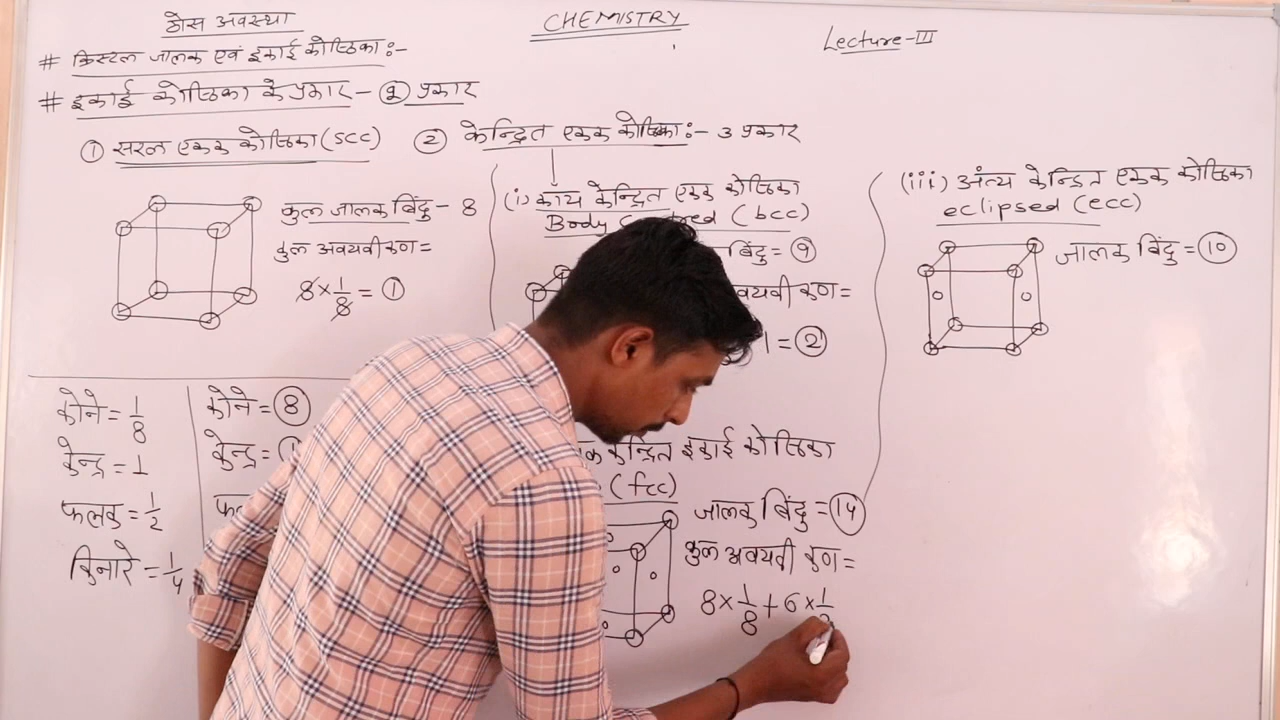 ठोस अवस्था
CHEMISTRY
Lecture-III
# क्रिस्टल जालक एवं इकाई कोष्ठिका :-
# इकाई कोष्ठिका के प्रकार - 2 प्रकार
① सरल एकक कोष्ठिका (scc)
कुल जालक बिंदु - 8
कुल अवयवी कण =
8 × 1/8 = ①
② केन्द्रित एकक कोष्ठिका :- 3 प्रकार
(i) काय केन्द्रित एकक कोष्ठिका
Body (bcc)
बिंदु = ⑨
कण =
1 = ②
केन्द्रित इकाई कोष्ठिका
(fcc)
जालक बिंदु = ⑭
कुल अवयवी कण =
8 × 1/8 + 6 × 1/2
(iii) अंत्य केन्द्रित एकक कोष्ठिका
eclipsed (ecc)
जालक बिंदु = ⑩
कोने = 1/8
केन्द्र = 1
फलक = 1/2
किनारे = 1/4
कोने = ⑧
केन्द्र =